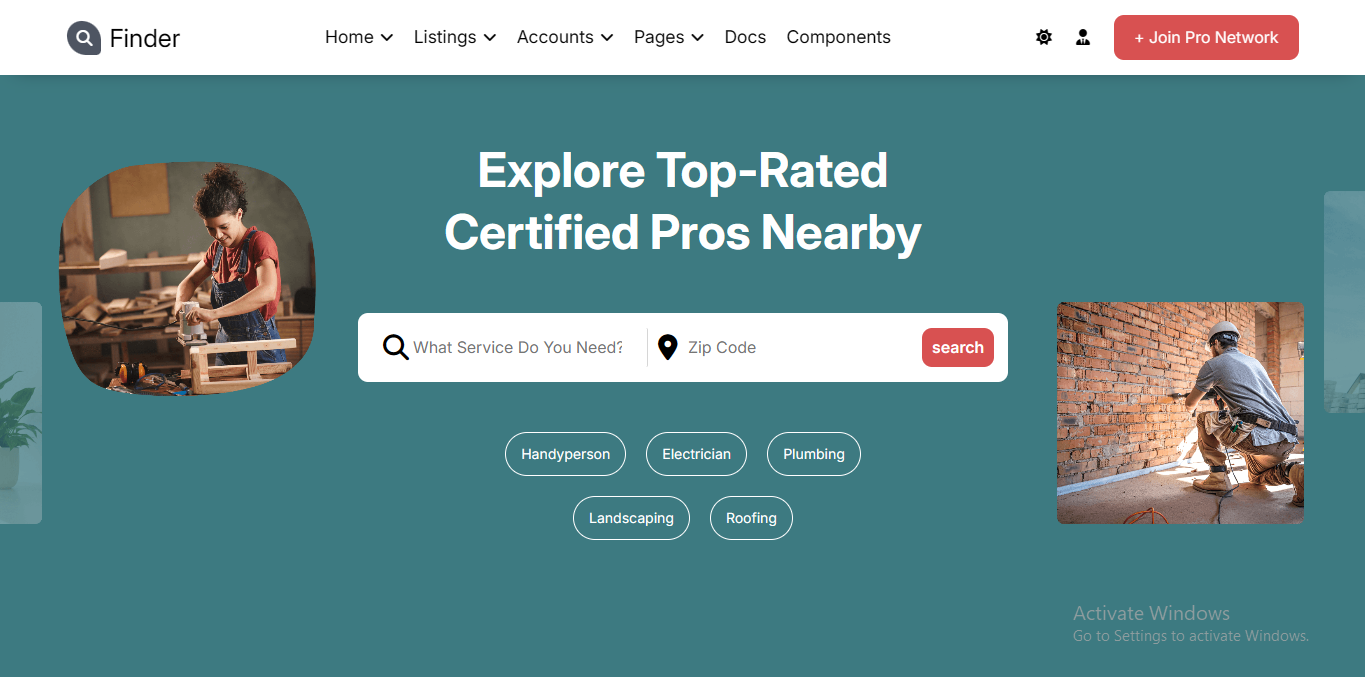 Finder
Home Listings Accounts Pages Docs Components
+ Join Pro Network
Explore Top-Rated
Certified Pros Nearby
What Service Do You Need? Zip Code search
Handyperson Electrician Plumbing
Landscaping Roofing
Activate Windows
Go to Settings to activate Windows.